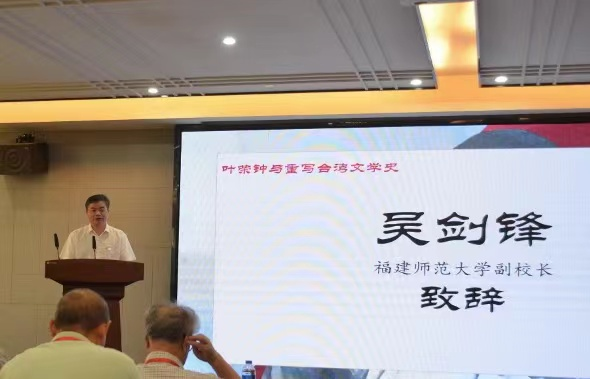 叶荣钟与重写台湾文学史
吴剑锋
福建师范大学副校长
致辞